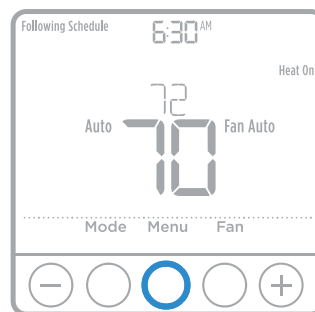 Following Schedule 6:30 AM
Heat On
72
Auto 70 Fan Auto
Mode Menu Fan
− +